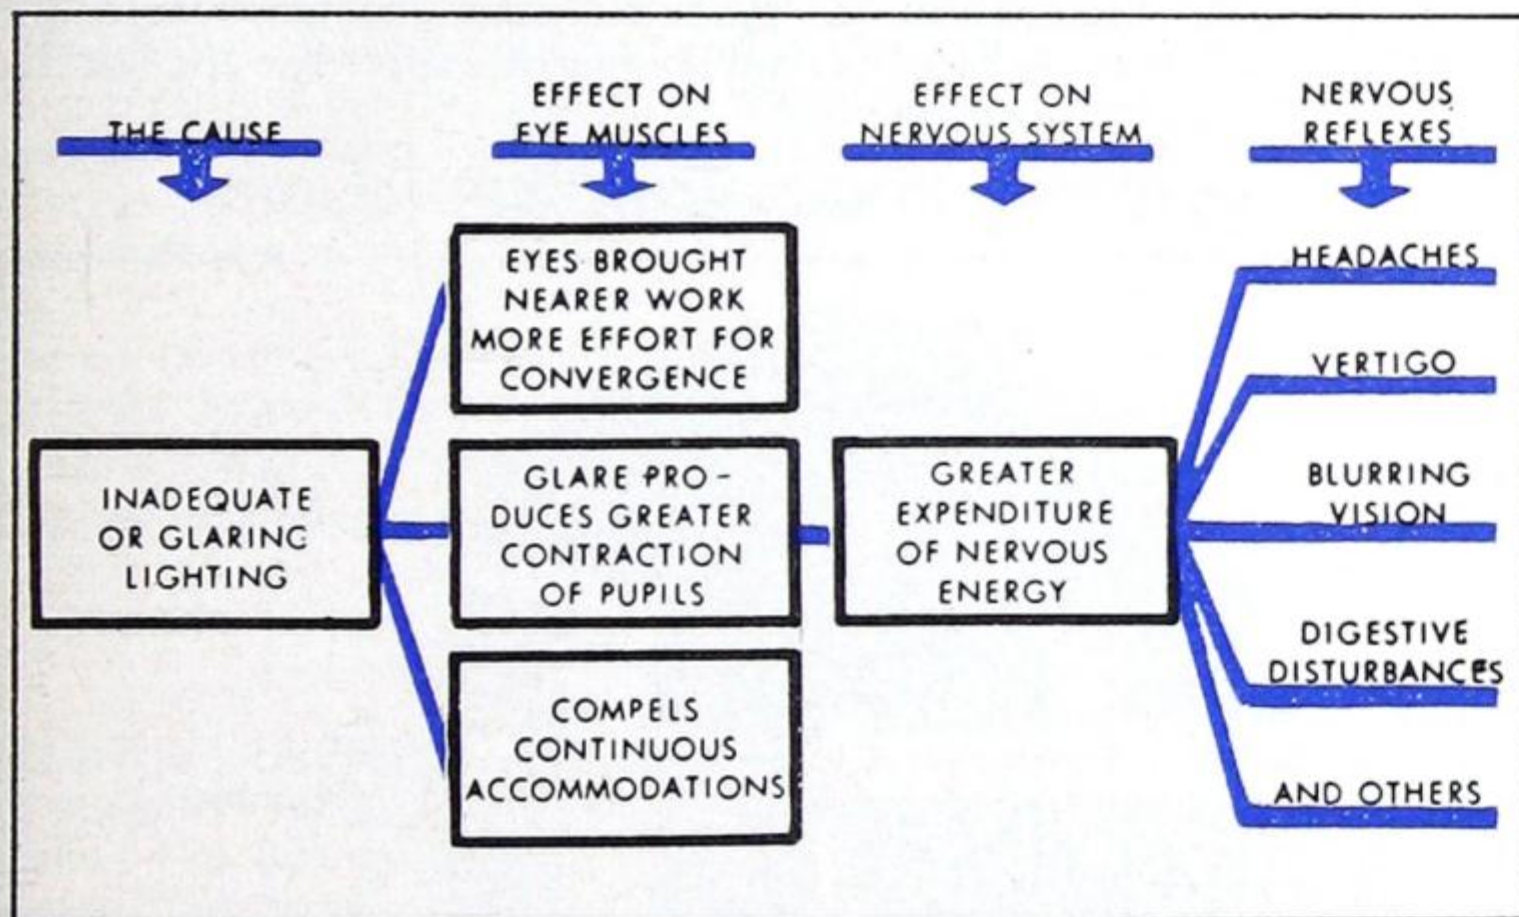 THE CAUSE
EFFECT ON
EYE MUSCLES
EFFECT ON
NERVOUS SYSTEM
NERVOUS
REFLEXES
INADEQUATE
OR GLARING
LIGHTING
EYES BROUGHT
NEARER WORK
MORE EFFORT FOR
CONVERGENCE
GLARE PRO-
DUCES GREATER
CONTRACTION
OF PUPILS
COMPELS
CONTINUOUS
ACCOMMODATIONS
GREATER
EXPENDITURE
OF NERVOUS
ENERGY
HEADACHES
VERTIGO
BLURRING
VISION
DIGESTIVE
DISTURBANCES
AND OTHERS